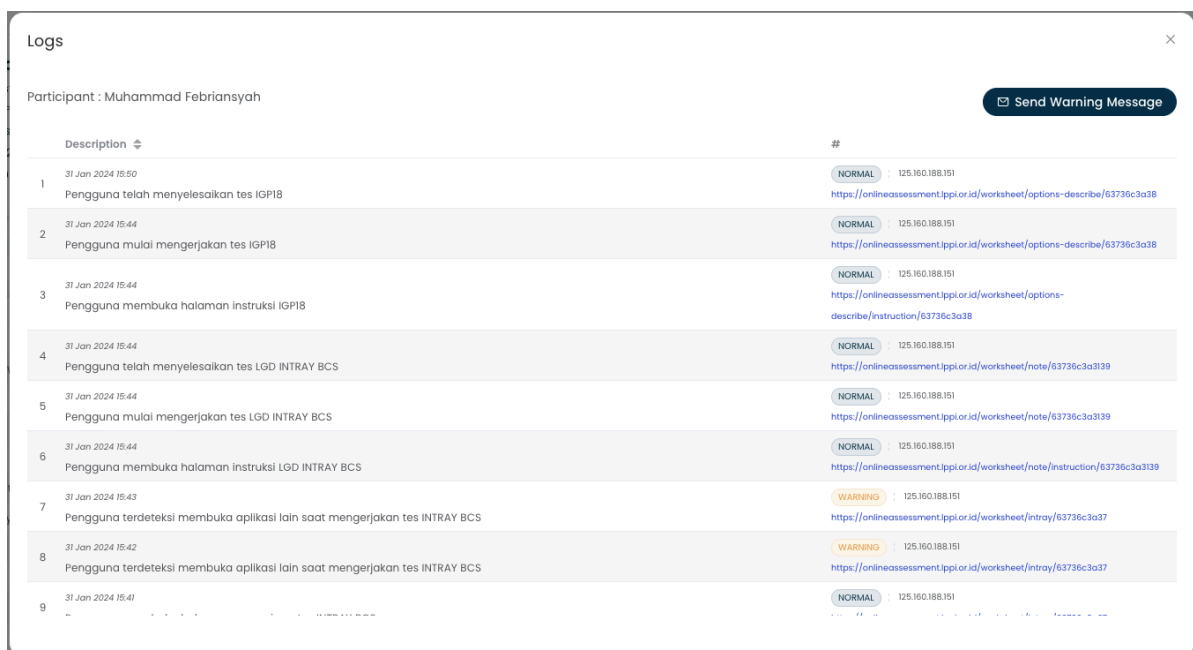 Logs
Participant : Muhammad Febriansyah
Send Warning Message
Description #
1
31 Jan 2024 15:50
Pengguna telah menyelesaikan tes IGP18
NORMAL : 125.160.188.151
https://onlineassessment.lppi.or.id/worksheet/options-describe/63736c3a38
2
31 Jan 2024 15:44
Pengguna mulai mengerjakan tes IGP18
NORMAL : 125.160.188.151
https://onlineassessment.lppi.or.id/worksheet/options-describe/63736c3a38
3
31 Jan 2024 15:44
Pengguna membuka halaman instruksi IGP18
NORMAL : 125.160.188.151
https://onlineassessment.lppi.or.id/worksheet/options-
describe/instruction/63736c3a38
4
31 Jan 2024 15:44
Pengguna telah menyelesaikan tes LGD INTRAY BCS
NORMAL : 125.160.188.151
https://onlineassessment.lppi.or.id/worksheet/note/63736c3a3139
5
31 Jan 2024 15:44
Pengguna mulai mengerjakan tes LGD INTRAY BCS
NORMAL : 125.160.188.151
https://onlineassessment.lppi.or.id/worksheet/note/63736c3a3139
6
31 Jan 2024 15:44
Pengguna membuka halaman instruksi LGD INTRAY BCS
NORMAL : 125.160.188.151
https://onlineassessment.lppi.or.id/worksheet/note/instruction/63736c3a3139
7
31 Jan 2024 15:43
Pengguna terdeteksi membuka aplikasi lain saat mengerjakan tes INTRAY BCS
WARNING : 125.160.188.151
https://onlineassessment.lppi.or.id/worksheet/intray/63736c3a37
8
31 Jan 2024 15:42
Pengguna terdeteksi membuka aplikasi lain saat mengerjakan tes INTRAY BCS
WARNING : 125.160.188.151
https://onlineassessment.lppi.or.id/worksheet/intray/63736c3a37
9
31 Jan 2024 15:41
NORMAL : 125.160.188.151